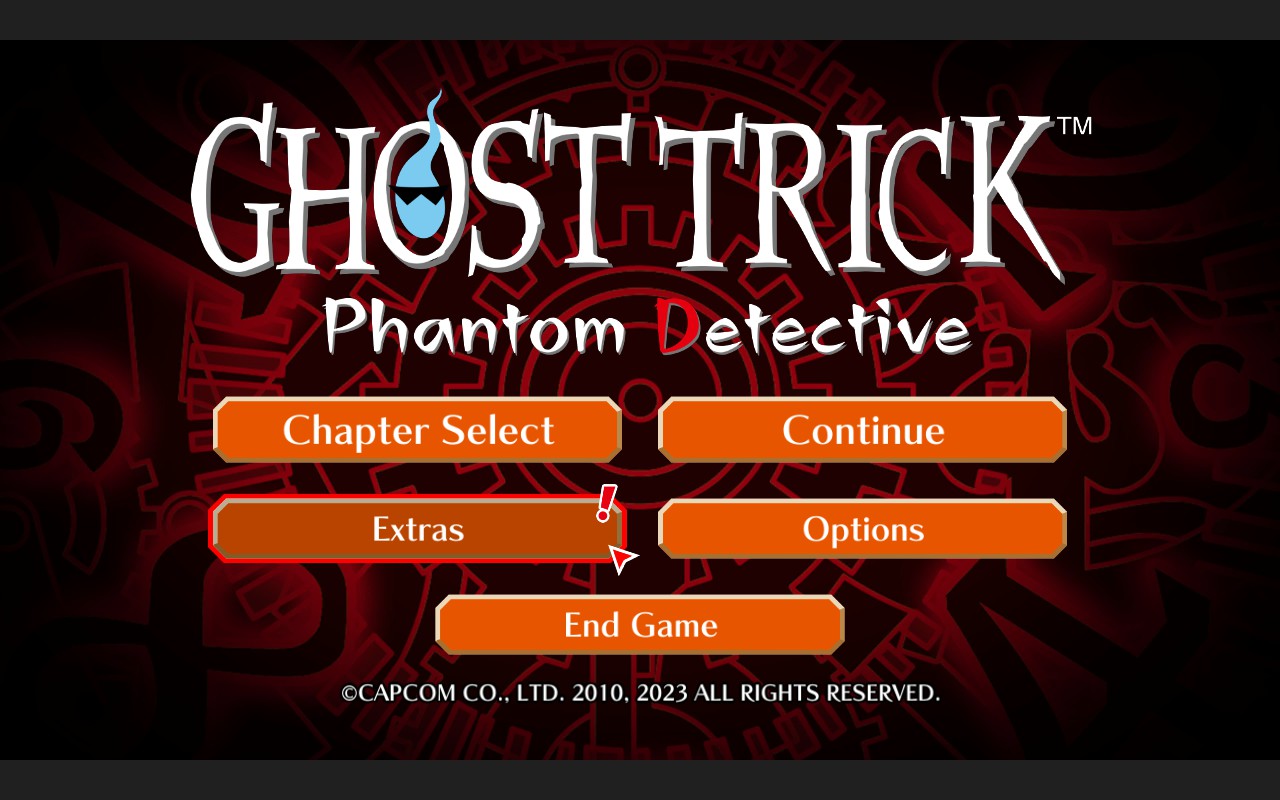 GHOST TRICK™
Phantom Detective
Chapter Select
Continue
Extras
Options
End Game
©CAPCOM CO., LTD. 2010, 2023 ALL RIGHTS RESERVED.